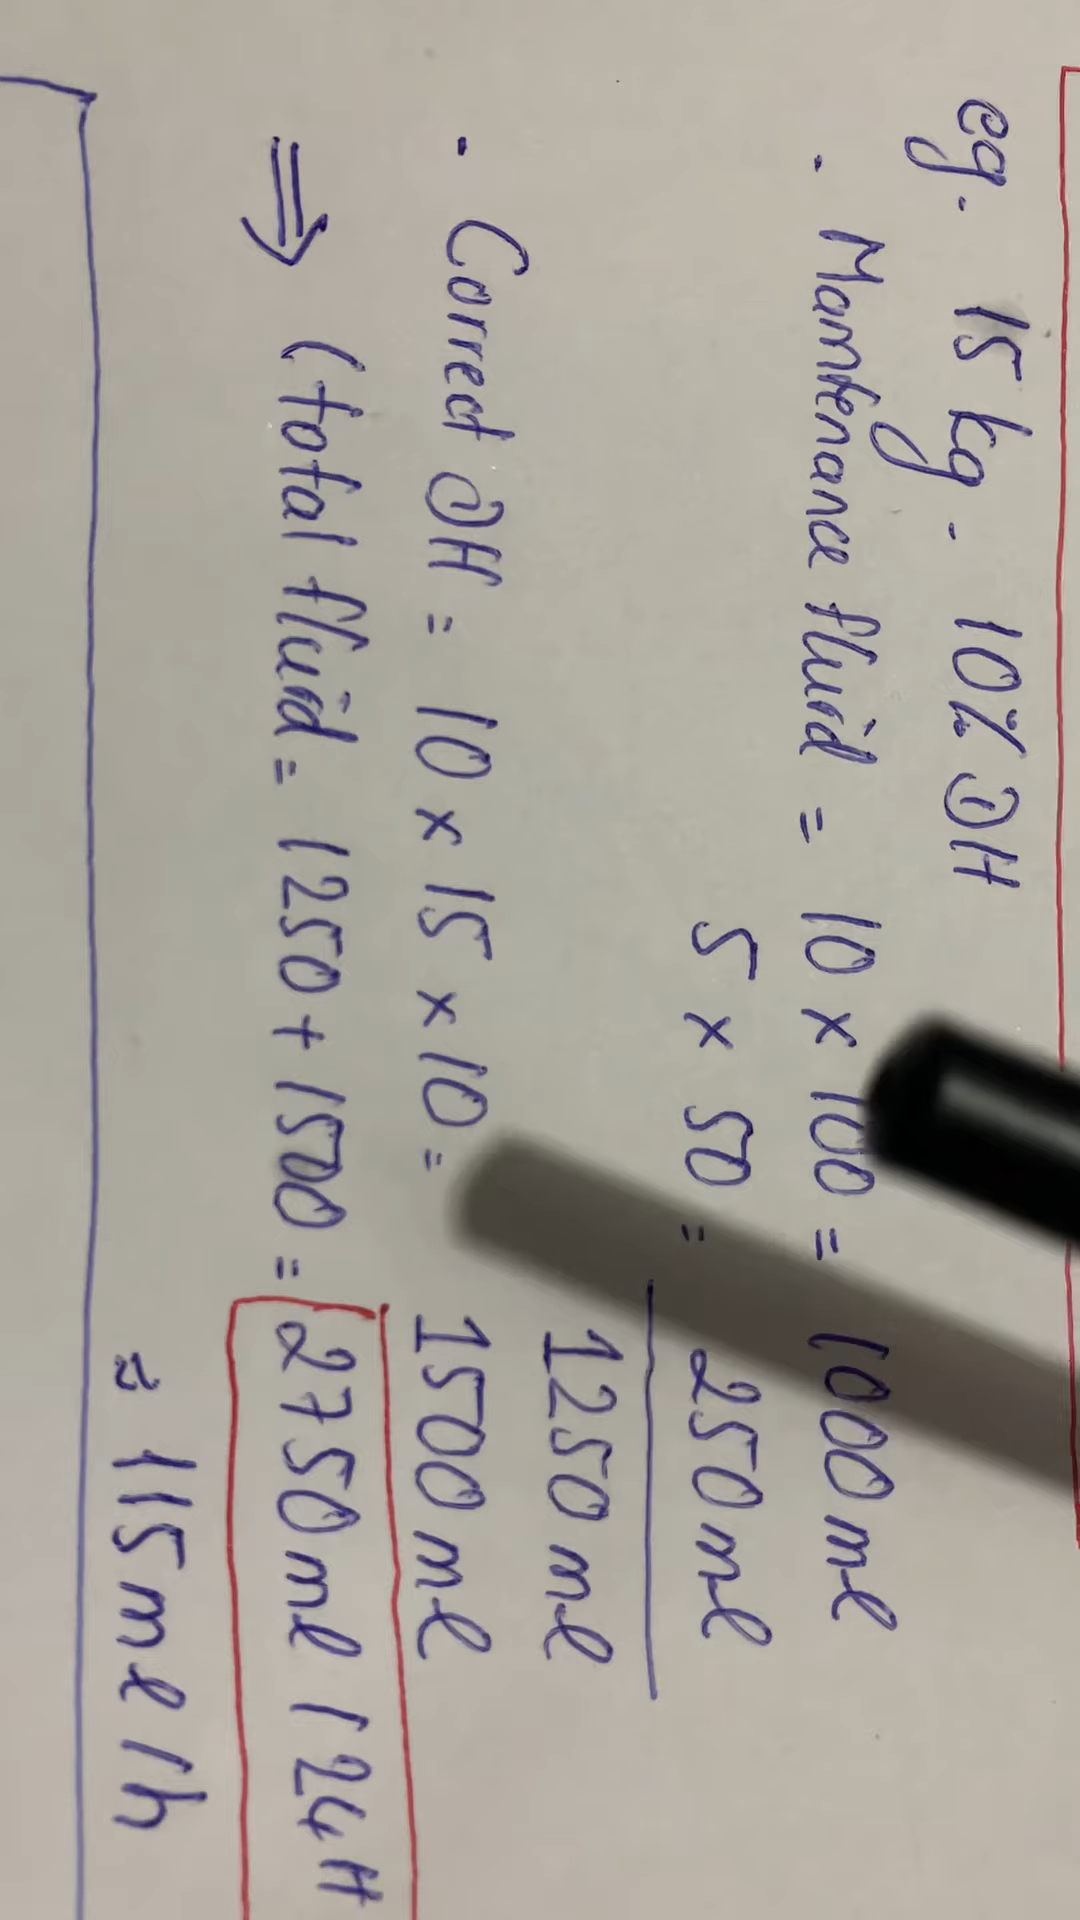 eg. 15 kg - 10% DH
. Maintenance fluid = 10 x 100 = 1000 ml
5 x 50 = 250 ml
1250 ml
. Correct DH = 10 x 15 x 10 = 1500 ml
⇒ (total fluid = 1250 + 1500 = 2750 ml / 24H
≈ 115 ml / h